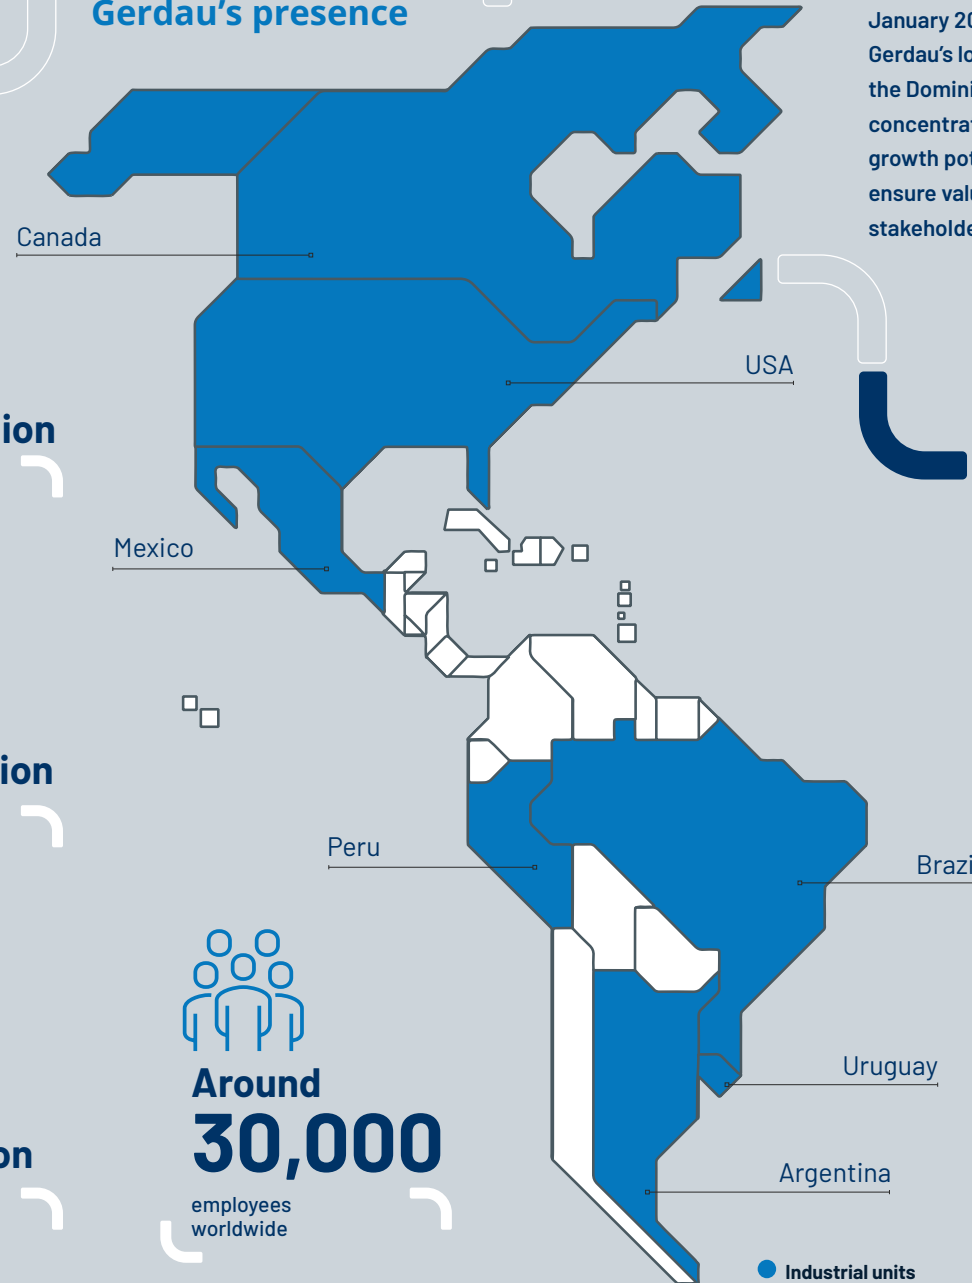 Gerdau’s presence
January 20
Gerdau’s lo
the Domini
concentrat
growth pot
ensure valu
stakeholde
Canada
USA
ion
Mexico
ion
Peru
Brazi
Around
30,000
employees
worldwide
Uruguay
on
Argentina
Industrial units